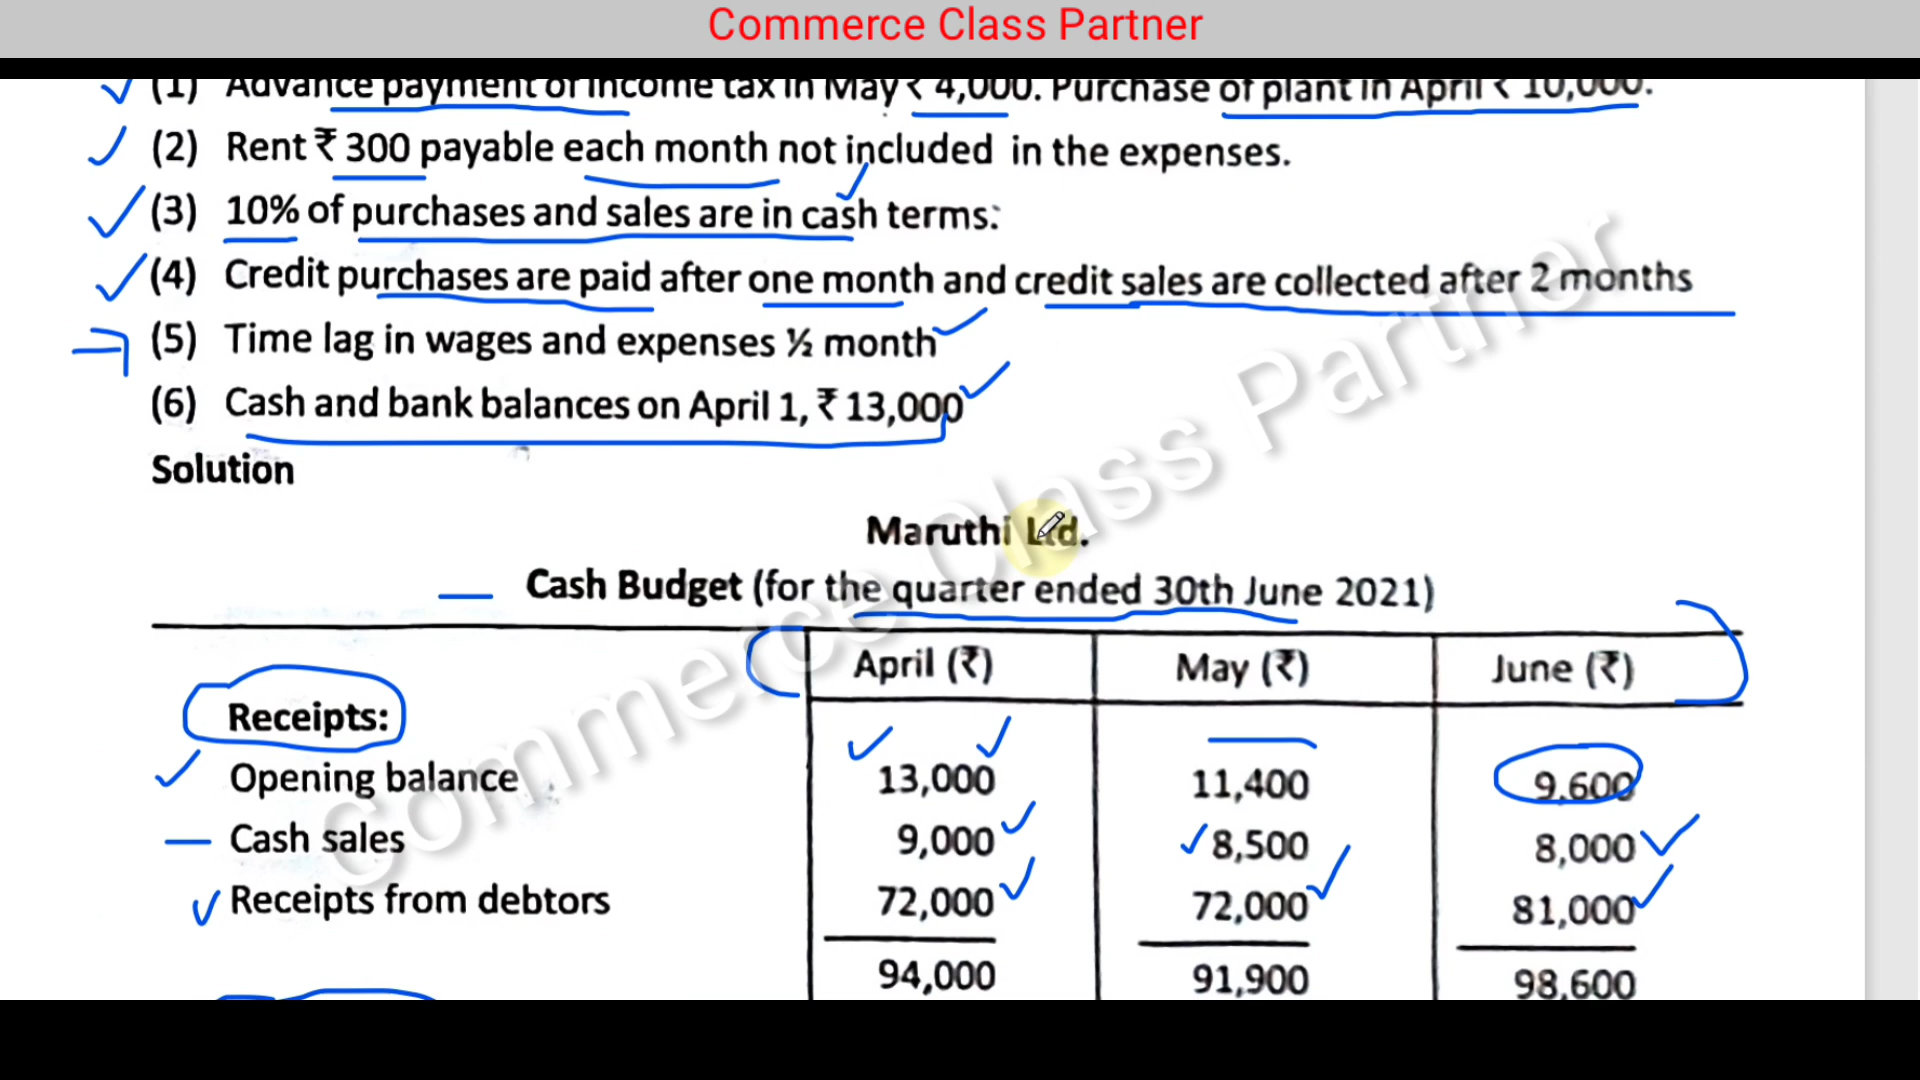 Commerce Class Partner
(1) Advance payment of income tax in May ₹ 4,000. Purchase of plant in April ₹ 10,000.
(2) Rent ₹ 300 payable each month not included in the expenses.
(3) 10% of purchases and sales are in cash terms.
(4) Credit purchases are paid after one month and credit sales are collected after 2 months
(5) Time lag in wages and expenses ½ month
(6) Cash and bank balances on April 1, ₹ 13,000
Solution
Maruthi Ltd.
Cash Budget (for the quarter ended 30th June 2021)
April (₹) May (₹) June (₹)
Receipts:
Opening balance 13,000 11,400 9,600
Cash sales 9,000 8,500 8,000
Receipts from debtors 72,000 72,000 81,000
94,000 91,900 98,600
Commerce Class Partner